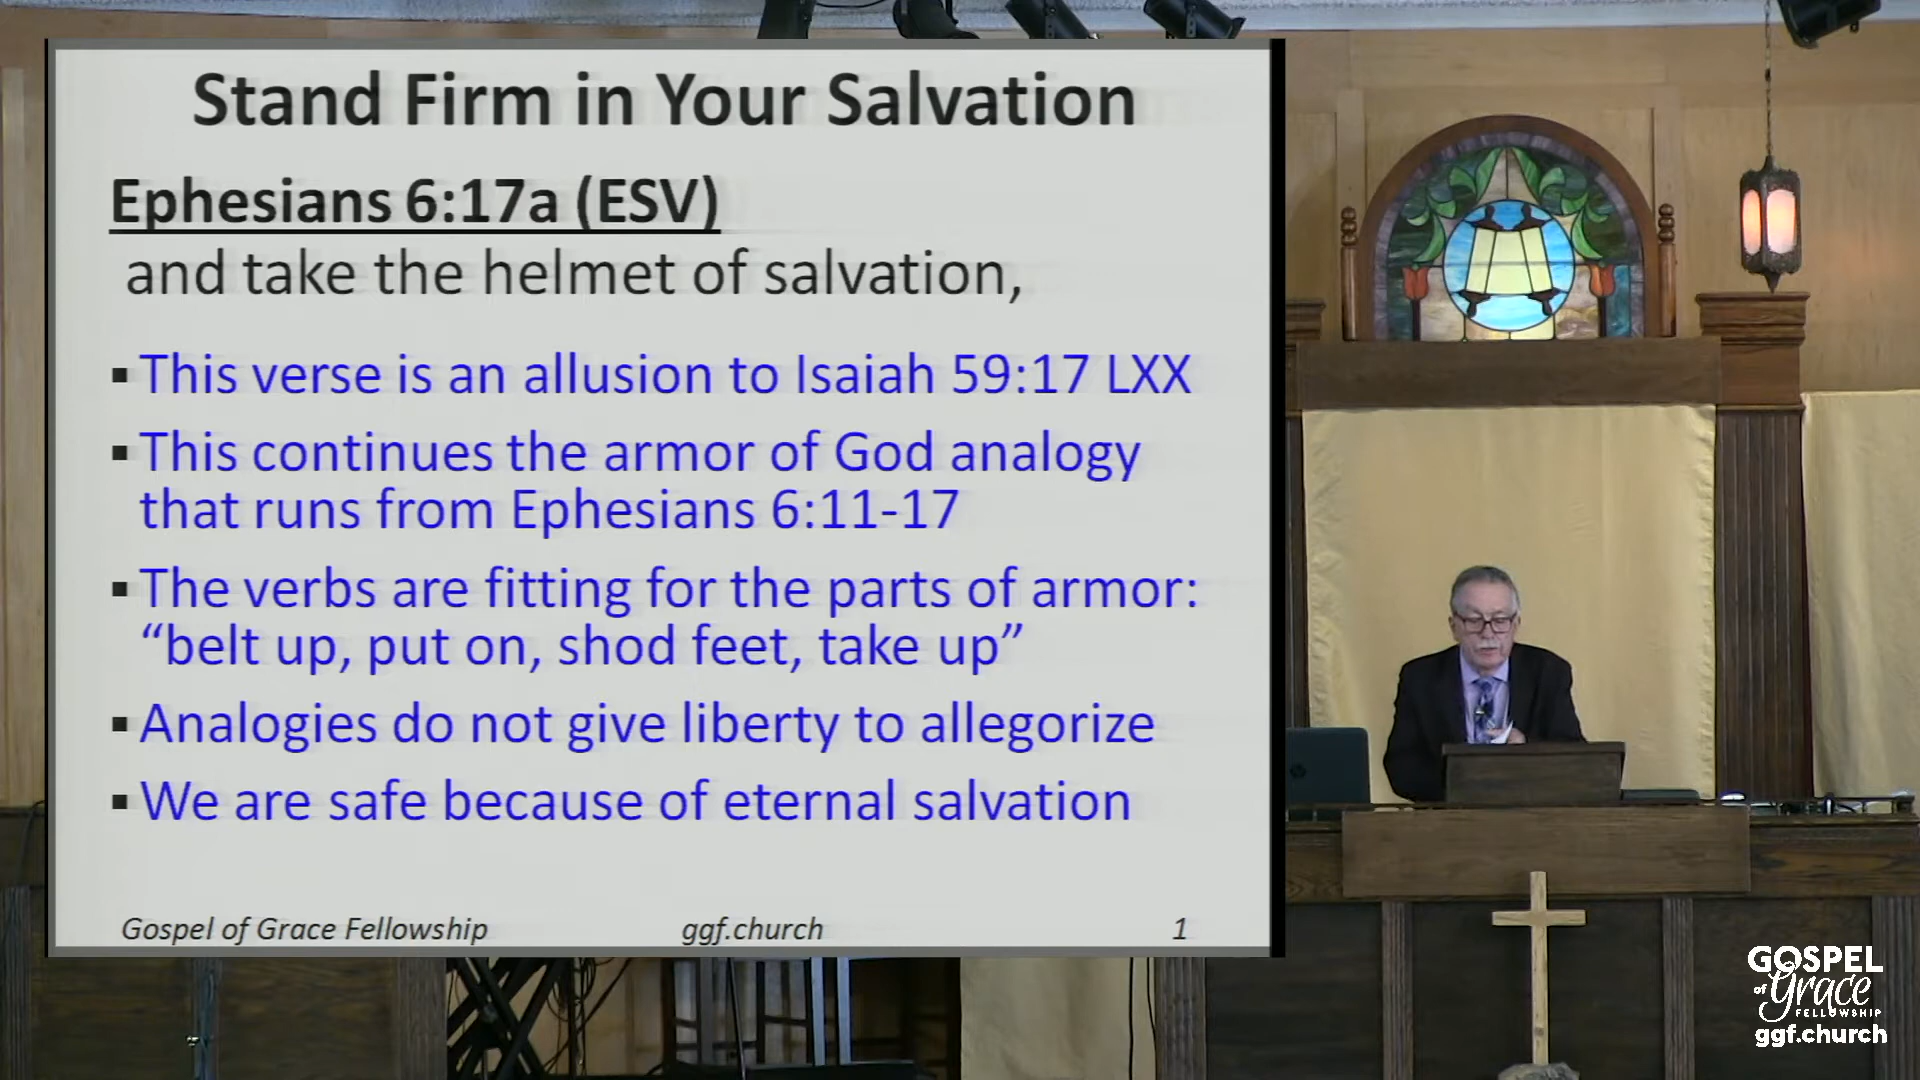 Stand Firm in Your Salvation
Ephesians 6:17a (ESV)
and take the helmet of salvation,
▪ This verse is an allusion to Isaiah 59:17 LXX
▪ This continues the armor of God analogy
that runs from Ephesians 6:11-17
▪ The verbs are fitting for the parts of armor:
“belt up, put on, shod feet, take up”
▪ Analogies do not give liberty to allegorize
▪ We are safe because of eternal salvation
Gospel of Grace Fellowship ggf.church 1
GOSPEL
of Grace
FELLOWSHIP
ggf.church